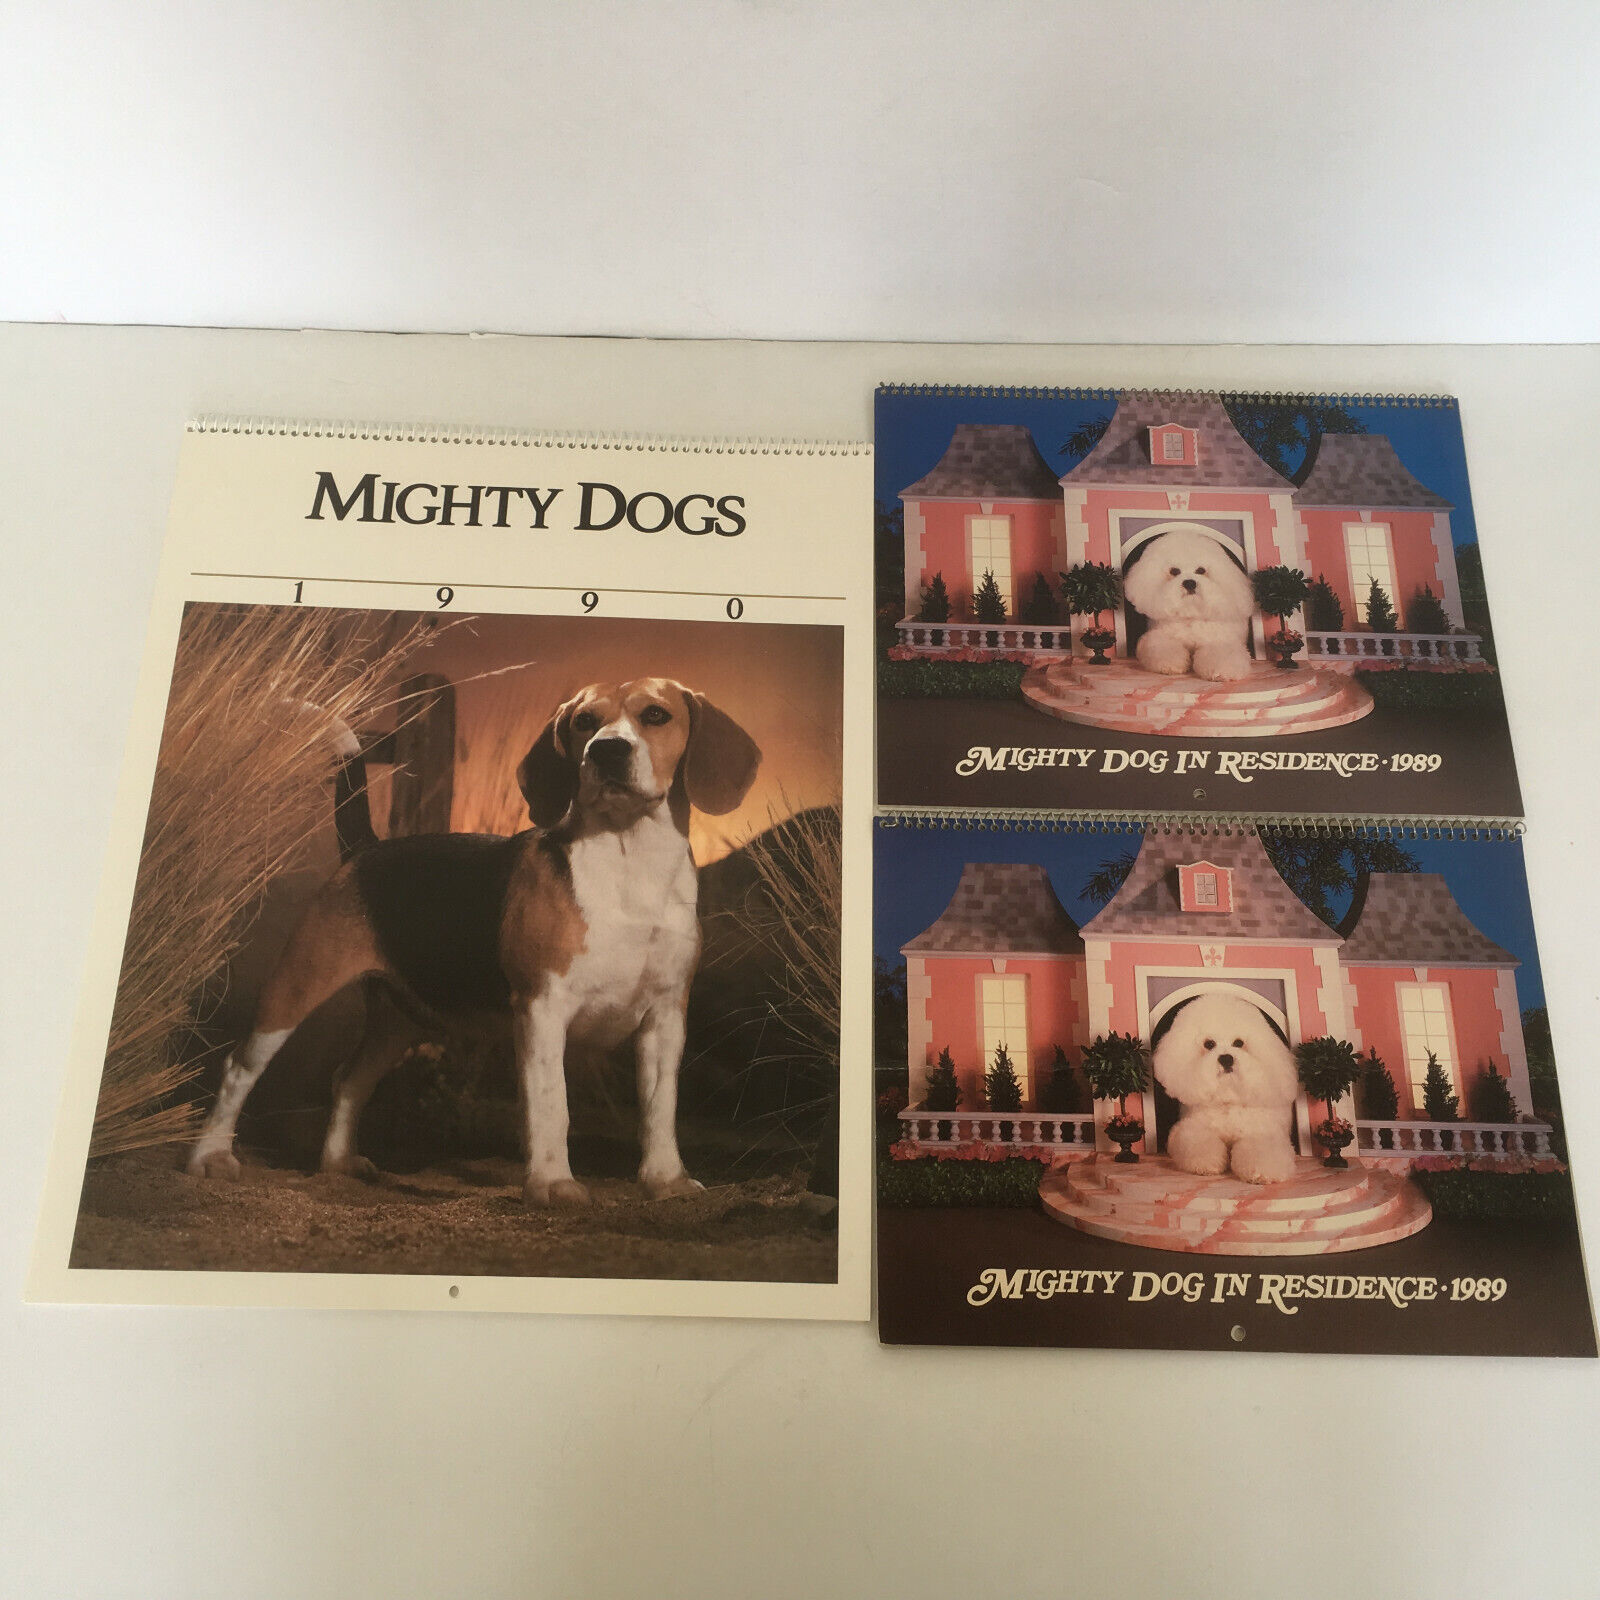 MIGHTY DOGS
1 9 9 0
MIGHTY DOG IN RESIDENCE · 1989
MIGHTY DOG IN RESIDENCE · 1989